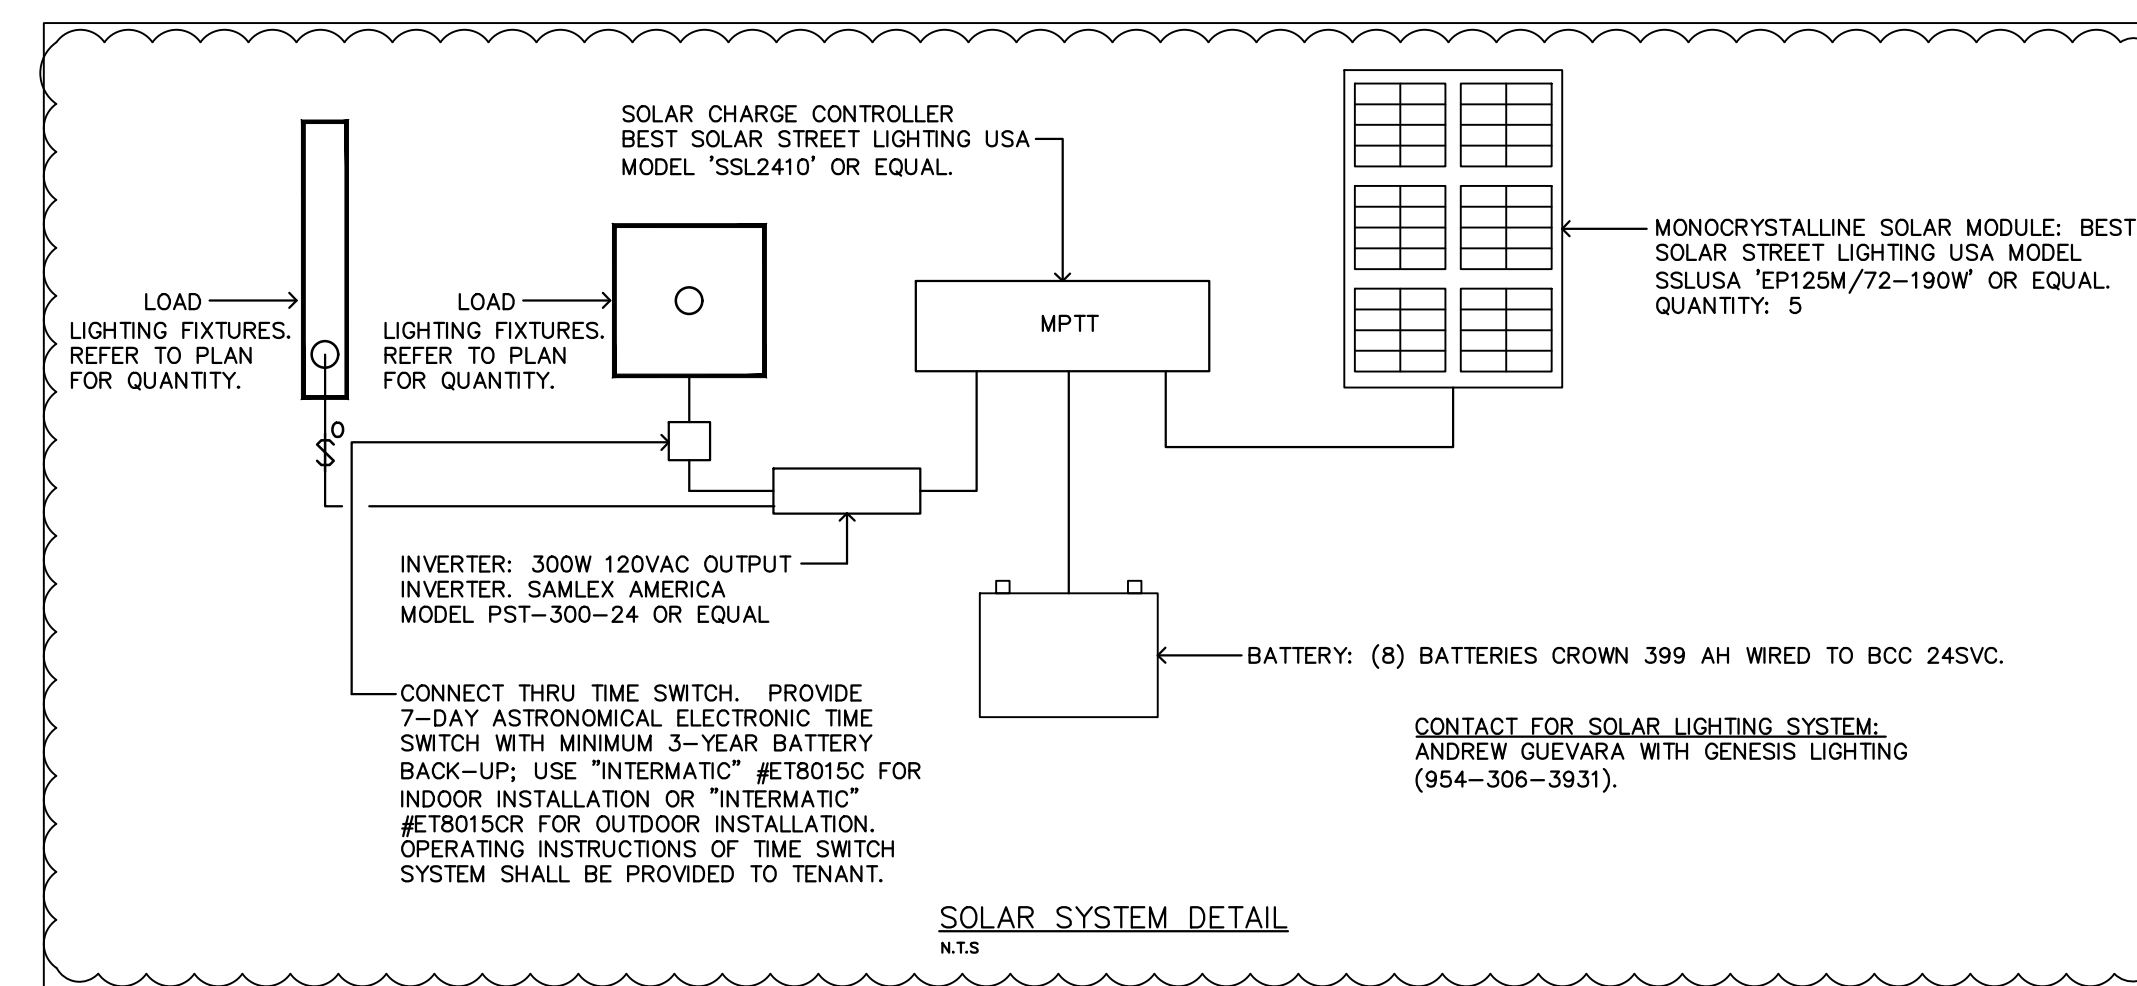 SOLAR CHARGE CONTROLLER
BEST SOLAR STREET LIGHTING USA
MODEL 'SSL2410' OR EQUAL.
MONOCRYSTALLINE SOLAR MODULE: BEST
SOLAR STREET LIGHTING USA MODEL
SSLUSA 'EP125M/72-190W' OR EQUAL.
QUANTITY: 5
LOAD
LIGHTING FIXTURES.
REFER TO PLAN
FOR QUANTITY.
LOAD
LIGHTING FIXTURES.
REFER TO PLAN
FOR QUANTITY.
MPTT
$O
INVERTER: 300W 120VAC OUTPUT
INVERTER. SAMLEX AMERICA
MODEL PST-300-24 OR EQUAL
BATTERY: (8) BATTERIES CROWN 399 AH WIRED TO BCC 24SVC.
CONNECT THRU TIME SWITCH. PROVIDE
7-DAY ASTRONOMICAL ELECTRONIC TIME
SWITCH WITH MINIMUM 3-YEAR BATTERY
BACK-UP; USE "INTERMATIC" #ET8015C FOR
INDOOR INSTALLATION OR "INTERMATIC"
#ET8015CR FOR OUTDOOR INSTALLATION.
OPERATING INSTRUCTIONS OF TIME SWITCH
SYSTEM SHALL BE PROVIDED TO TENANT.
CONTACT FOR SOLAR LIGHTING SYSTEM:
ANDREW GUEVARA WITH GENESIS LIGHTING
(954-306-3931).
SOLAR SYSTEM DETAIL
N.T.S